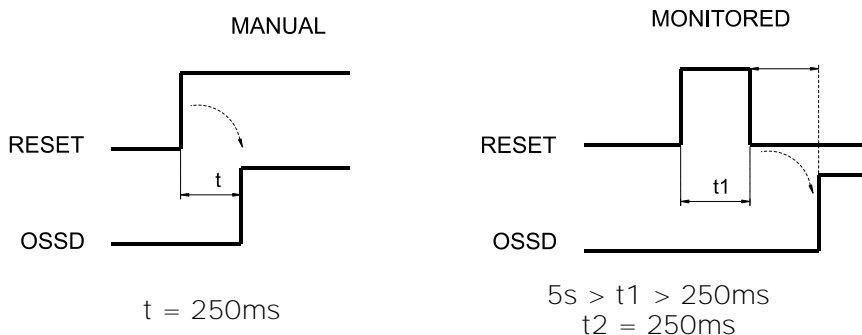 MANUAL
RESET
t
OSSD
t = 250ms
MONITORED
RESET
t1
OSSD
5s > t1 > 250ms
t2 = 250ms